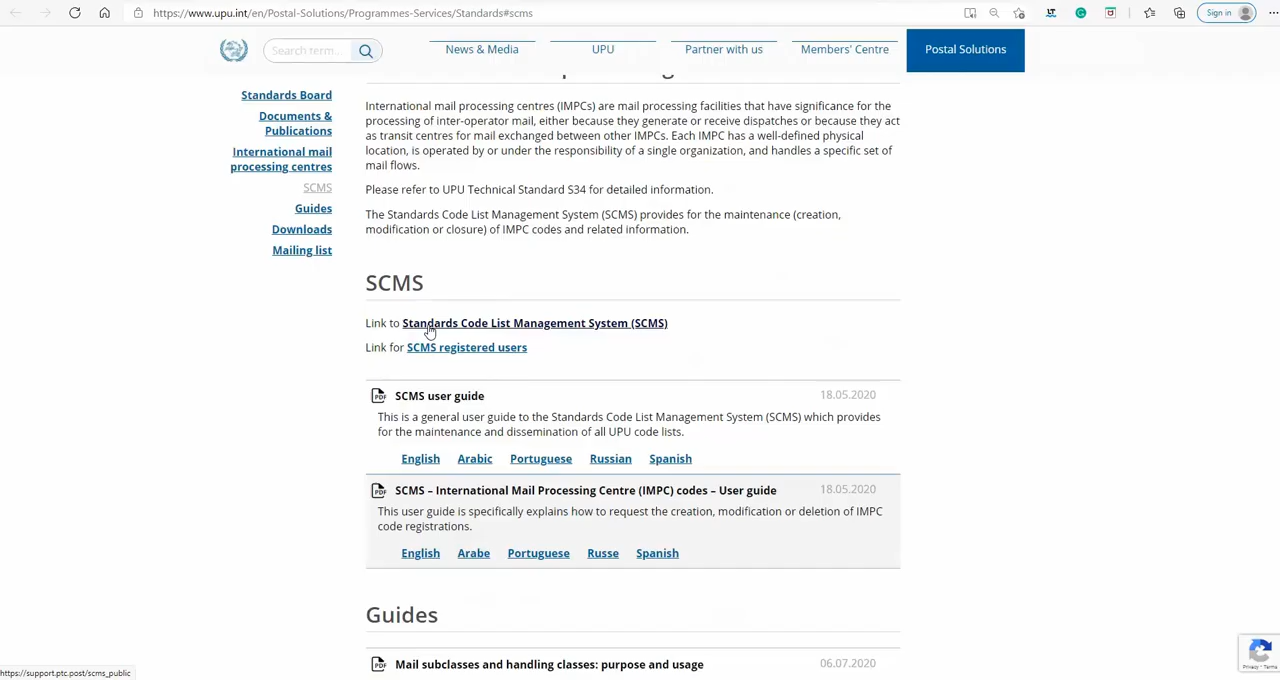 https://www.upu.int/en/Postal-Solutions/Programmes-Services/Standards#scms
Sign in
Search term...
News & Media
UPU
Partner with us
Members' Centre
Postal Solutions
Standards Board
Documents &
Publications
International mail
processing centres
SCMS
Guides
Downloads
Mailing list
International mail processing centres (IMPCs) are mail processing facilities that have significance for the
processing of inter-operator mail, either because they generate or receive dispatches or because they act
as transit centres for mail exchanged between other IMPCs. Each IMPC has a well-defined physical
location, is operated by or under the responsibility of a single organization, and handles a specific set of
mail flows.
Please refer to UPU Technical Standard S34 for detailed information.
The Standards Code List Management System (SCMS) provides for the maintenance (creation,
modification or closure) of IMPC codes and related information.
SCMS
Link to Standards Code List Management System (SCMS)
Link for SCMS registered users
PDF SCMS user guide 18.05.2020
This is a general user guide to the Standards Code List Management System (SCMS) which provides
for the maintenance and dissemination of all UPU code lists.
English Arabic Portuguese Russian Spanish
PDF SCMS – International Mail Processing Centre (IMPC) codes – User guide 18.05.2020
This user guide is specifically explains how to request the creation, modification or deletion of IMPC
code registrations.
English Arabe Portuguese Russe Spanish
Guides
PDF Mail subclasses and handling classes: purpose and usage 06.07.2020
https://support.ptc.post/scms_public
Privacy - Terms